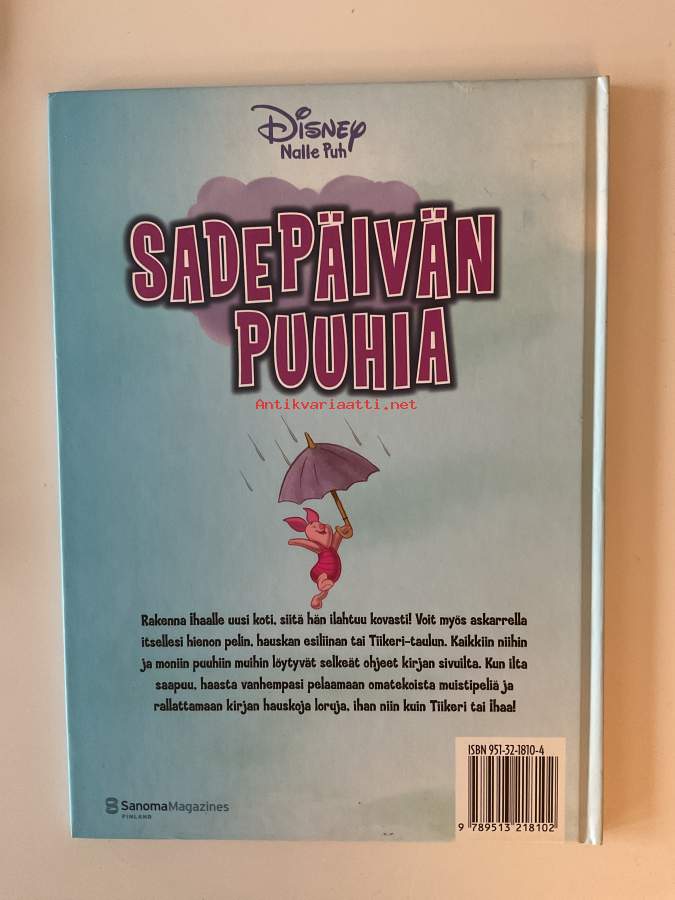 Disney
Nalle Puh
SADEPÄIVÄN
PUUHIA
Antikvariaatti.net
Rakenna Ihaalle uusi koti, siitä hän ilahtuu kovasti! Voit myös askarrella
itsellesi hienon pelin, hauskan esiliinan tai Tiikeri-taulun. Kaikkiin niihin
ja moniin puuhiin muihin löytyvät selkeät ohjeet kirjan sivuilta. Kun ilta
saapuu, haasta vanhempasi pelaamaan omatekoista muistipeliä ja
rallattamaan kirjan hauskoja loruja, ihan niin kuin Tiikeri tai Ihaa!
ISBN 951-32-1810-4
9 789513 218102
SanomaMagazines
FINLAND